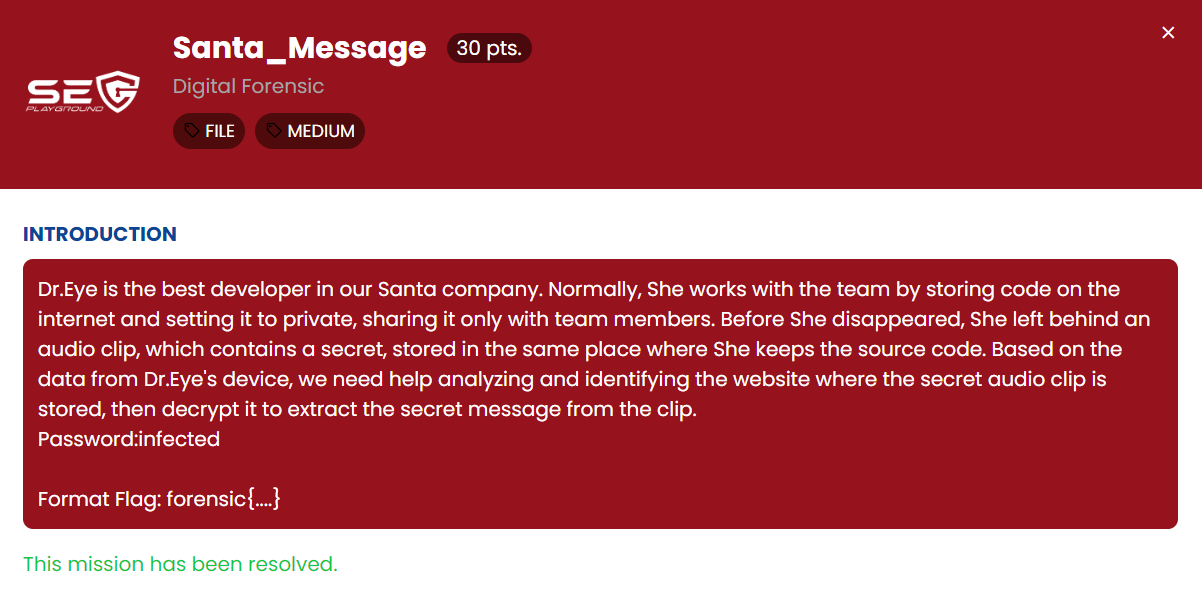 Santa_Message 30 pts.
×
SEC
PLAYGROUND
Digital Forensic
FILE MEDIUM
INTRODUCTION
Dr.Eye is the best developer in our Santa company. Normally, She works with the team by storing code on the
internet and setting it to private, sharing it only with team members. Before She disappeared, She left behind an
audio clip, which contains a secret, stored in the same place where She keeps the source code. Based on the
data from Dr.Eye's device, we need help analyzing and identifying the website where the secret audio clip is
stored, then decrypt it to extract the secret message from the clip.
Password:infected
Format Flag: forensic{....}
This mission has been resolved.